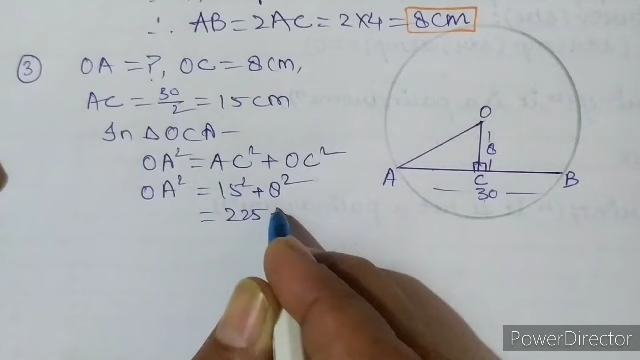 ∴ AB = 2AC = 2×4 = 8cm
③ OA = ?, OC = 8cm,
AC = 30/2 = 15cm
In △OCA—
OA² = AC² + OC²
OA² = 15² + 8²
= 225
O
8
A C B
30
PowerDirector